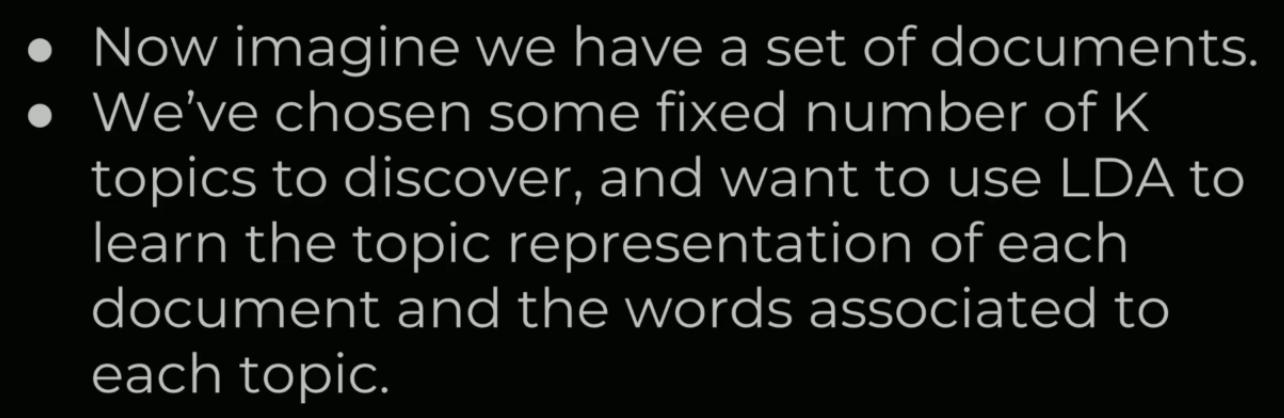 ● Now imagine we have a set of documents.
● We’ve chosen some fixed number of K
topics to discover, and want to use LDA to
learn the topic representation of each
document and the words associated to
each topic.